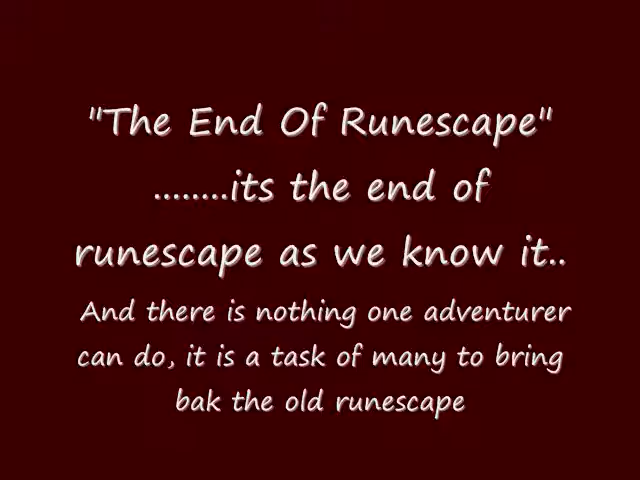 "The End Of Runescape"
........its the end of
runescape as we know it..
And there is nothing one adventurer
can do, it is a task of many to bring
bak the old runescape